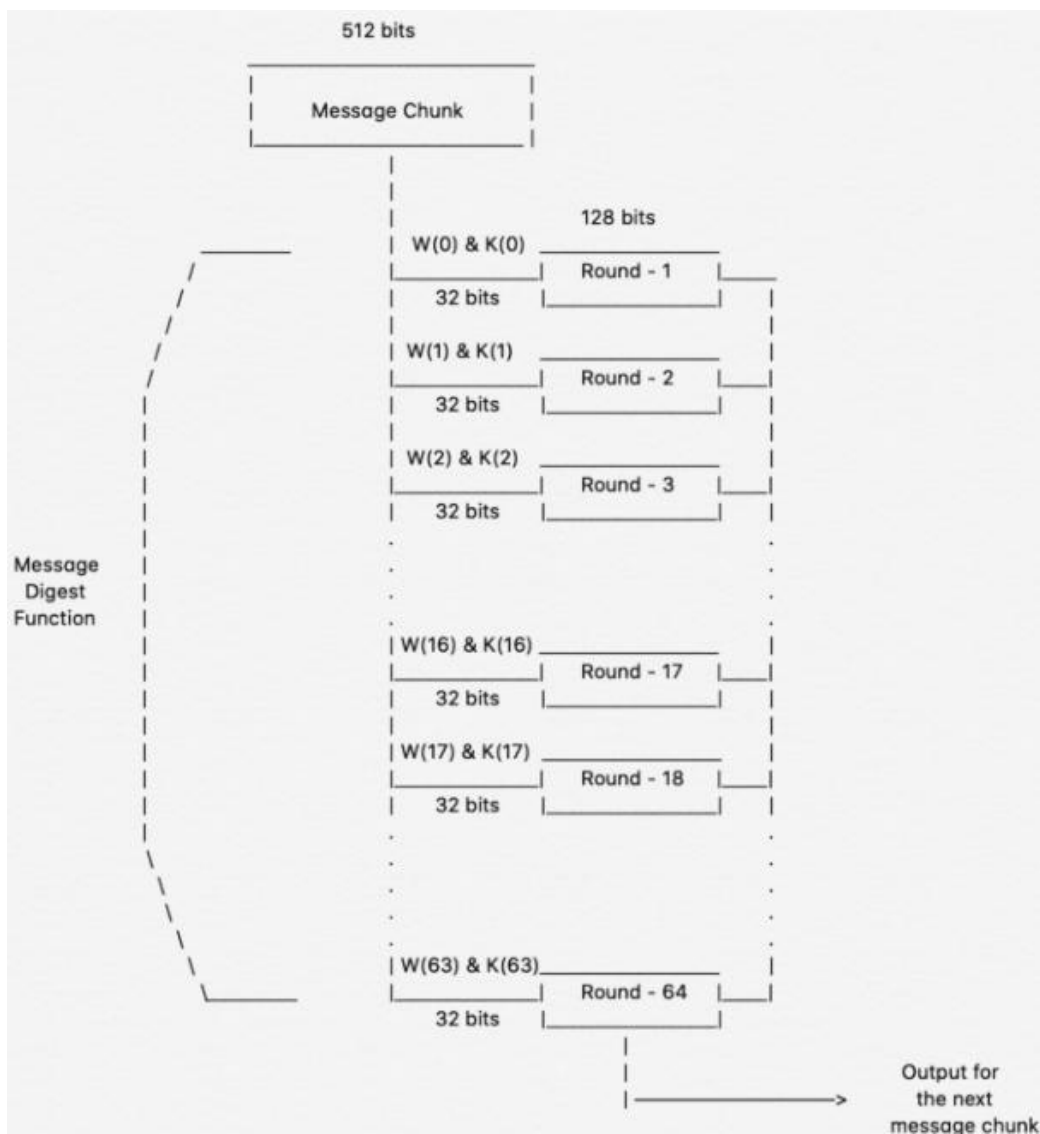 512 bits
Message Chunk
128 bits
W(0) & K(0)
Round - 1
32 bits
W(1) & K(1)
Round - 2
32 bits
W(2) & K(2)
Round - 3
32 bits
Message
Digest
Function
W(16) & K(16)
Round - 17
32 bits
W(17) & K(17)
Round - 18
32 bits
W(63) & K(63)
Round - 64
32 bits
Output for
the next
message chunk